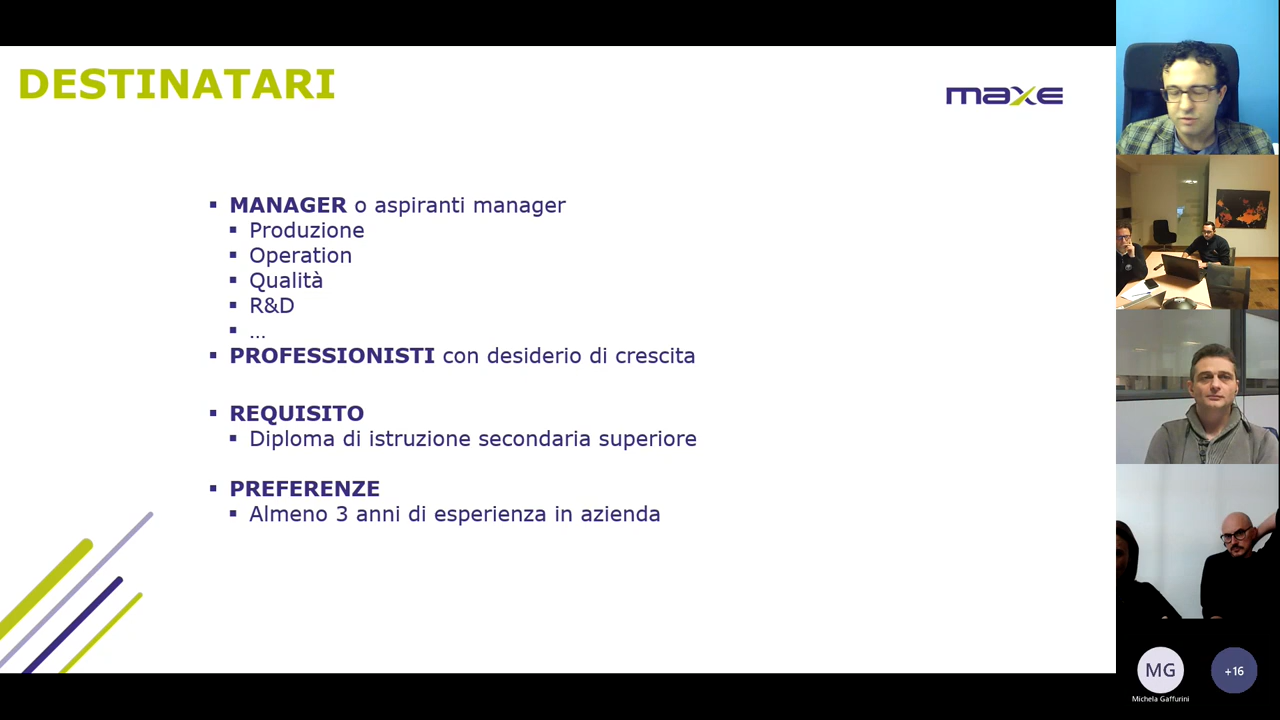 DESTINATARI
maxe
▪ MANAGER o aspiranti manager
▪ Produzione
▪ Operation
▪ Qualità
▪ R&D
▪ ...
▪ PROFESSIONISTI con desiderio di crescita
▪ REQUISITO
▪ Diploma di istruzione secondaria superiore
▪ PREFERENZE
▪ Almeno 3 anni di esperienza in azienda
MG
+16
Michela Gaffurini